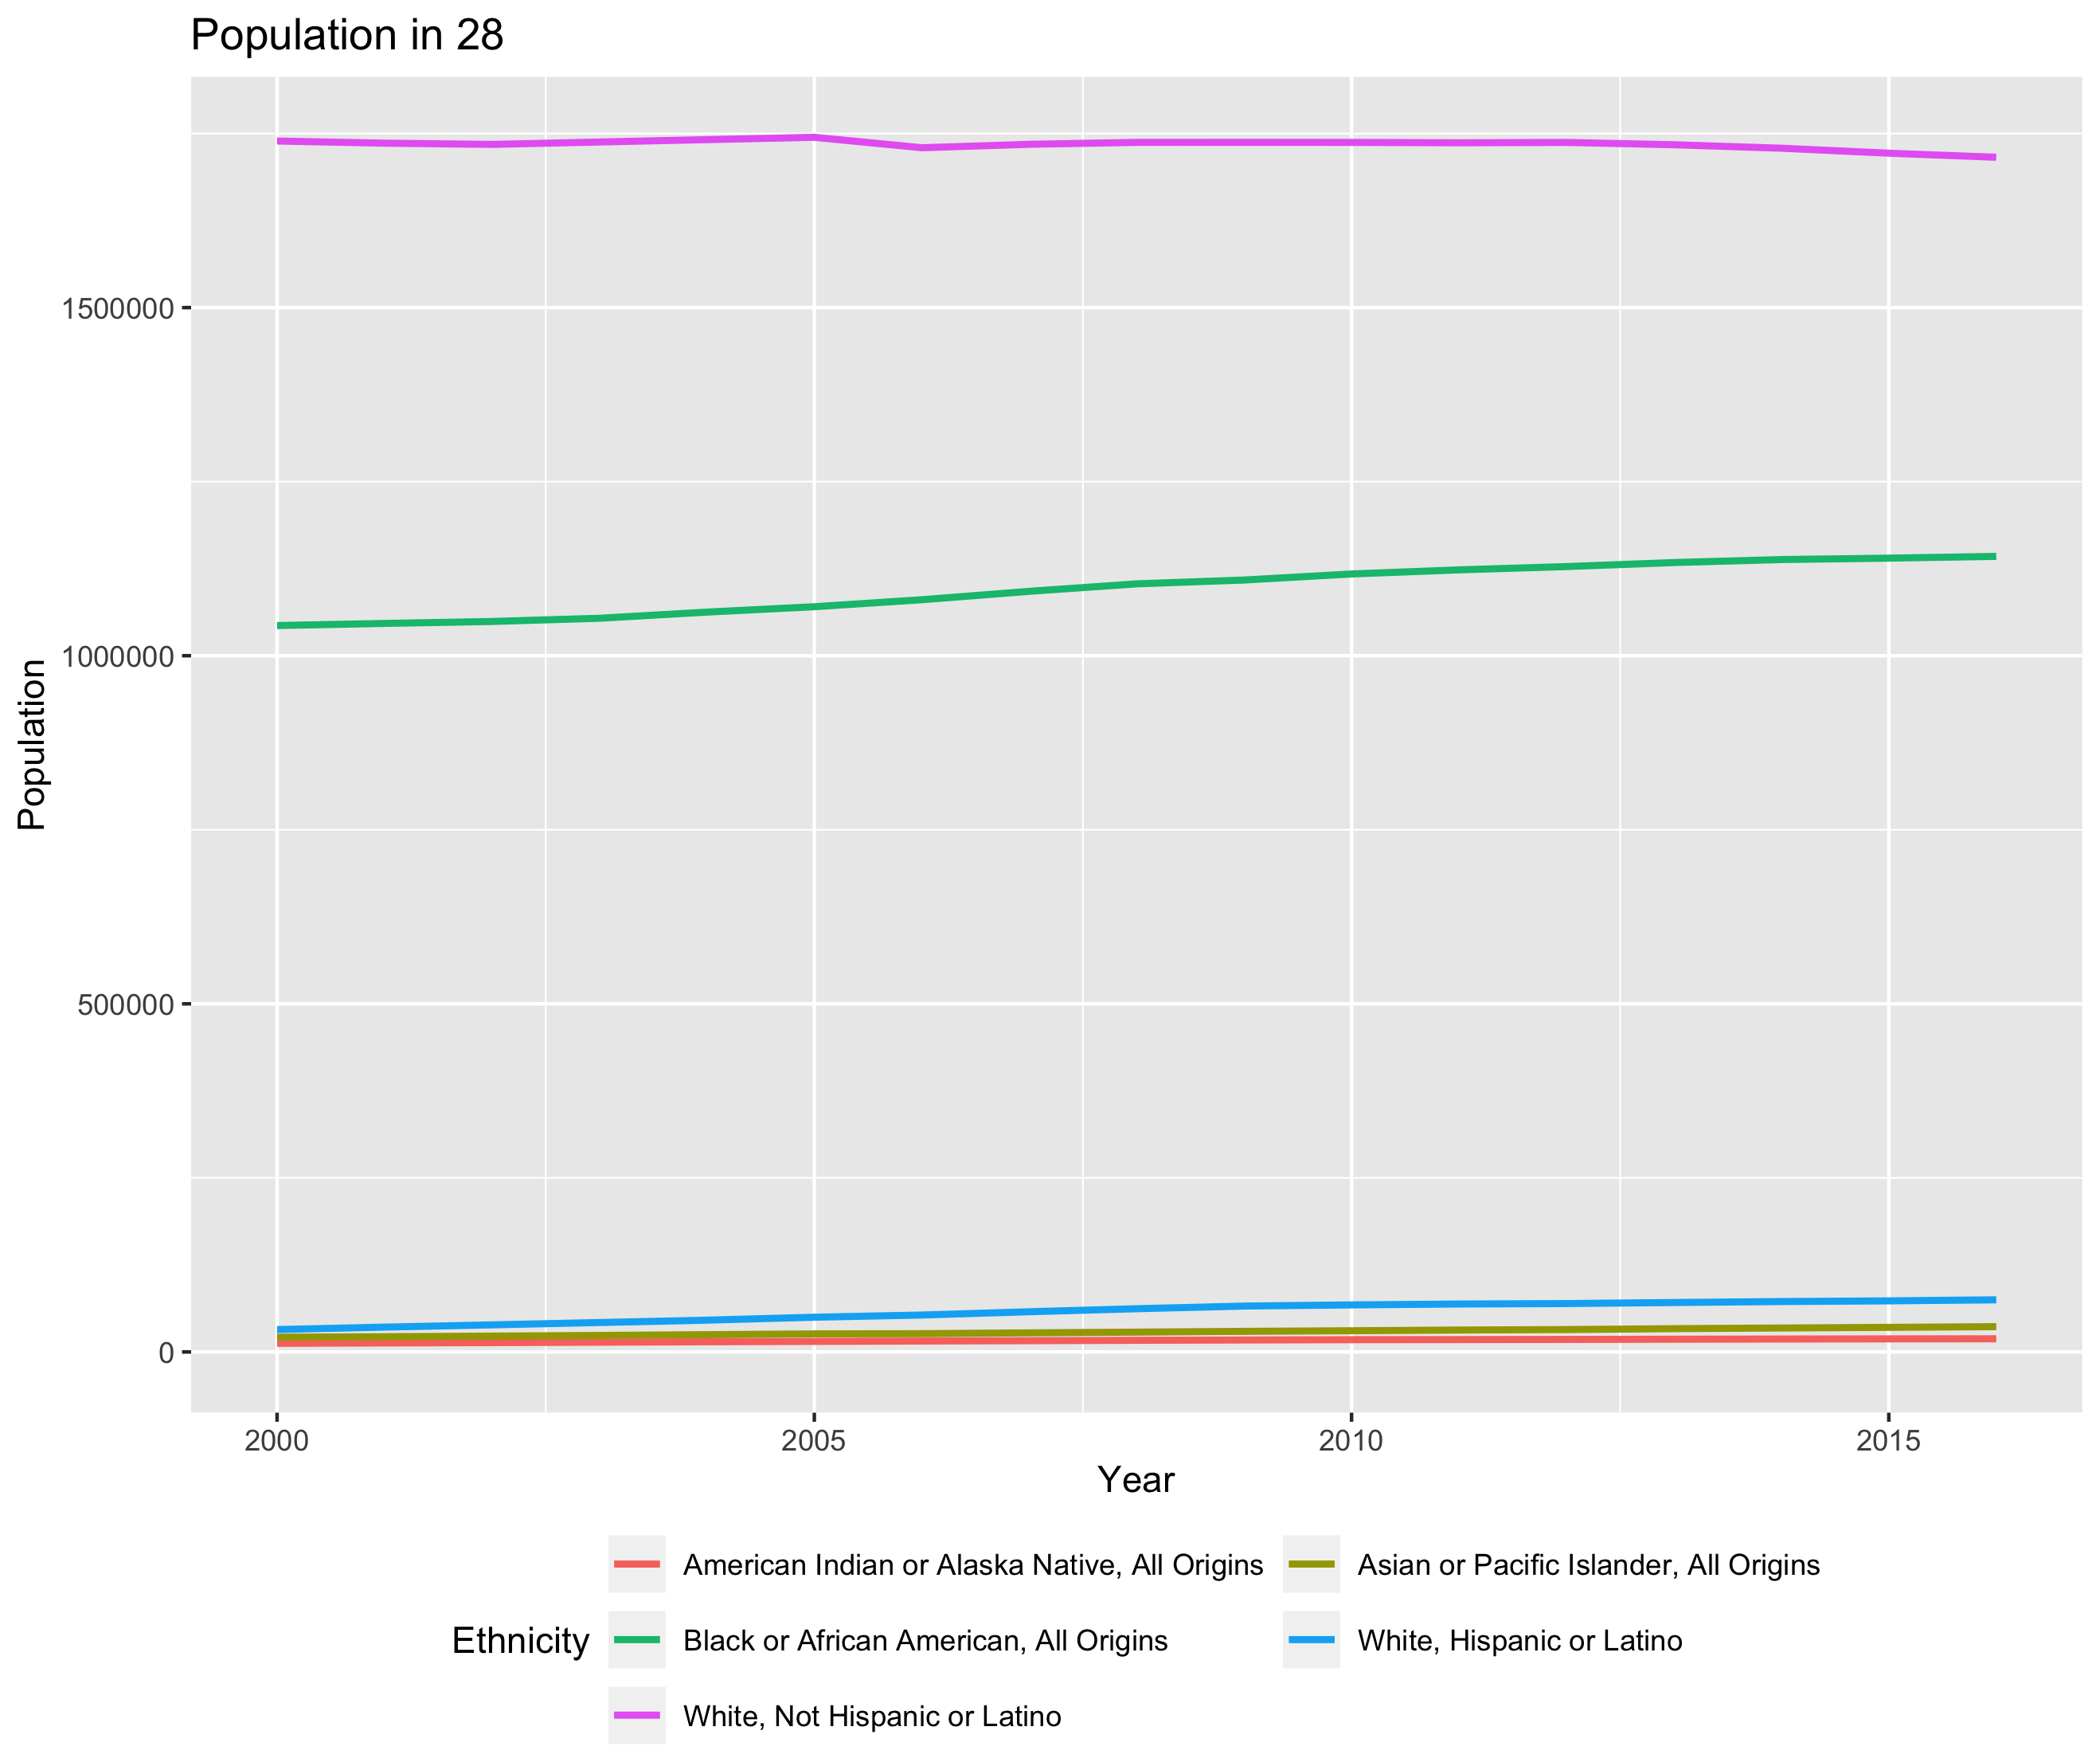 Population in 28
Population
1500000
1000000
500000
0
2000 2005 2010 2015
Year
Ethnicity
American Indian or Alaska Native, All Origins
Asian or Pacific Islander, All Origins
Black or African American, All Origins
White, Hispanic or Latino
White, Not Hispanic or Latino